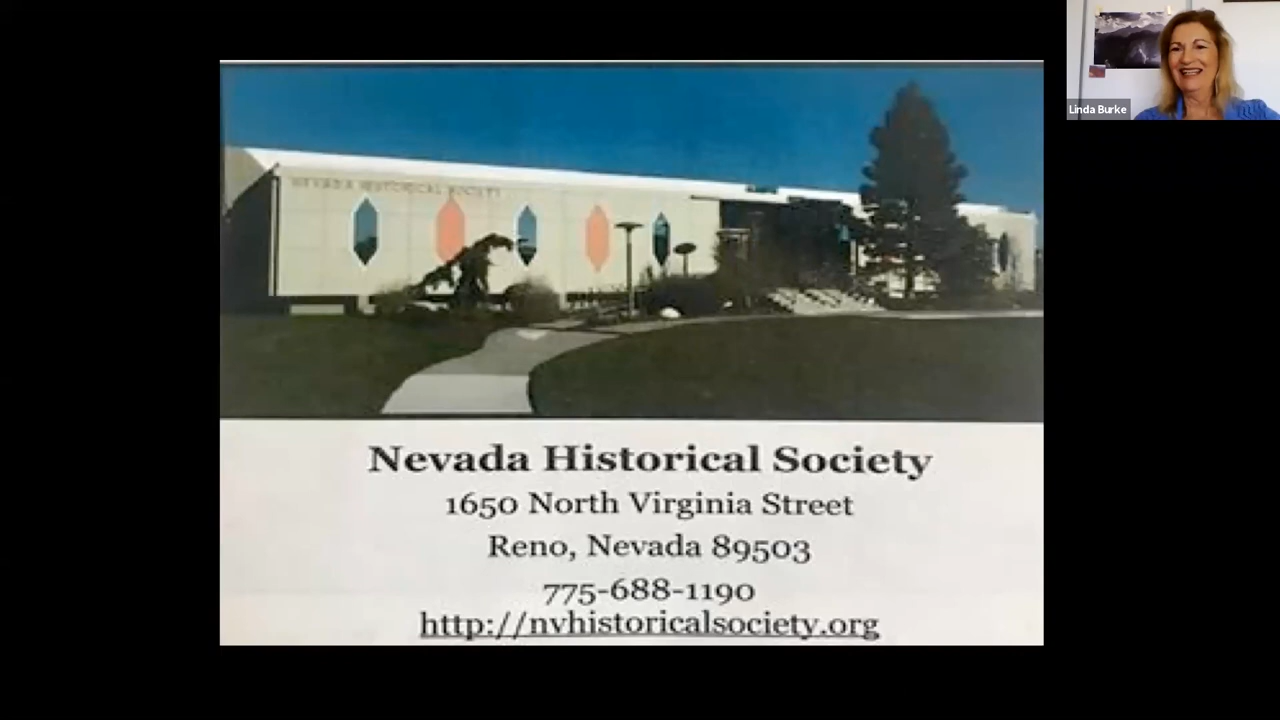 Linda Burke
NEVADA HISTORICAL SOCIETY
Nevada Historical Society
1650 North Virginia Street
Reno, Nevada 89503
775-688-1190
http://nvhistoricalsociety.org